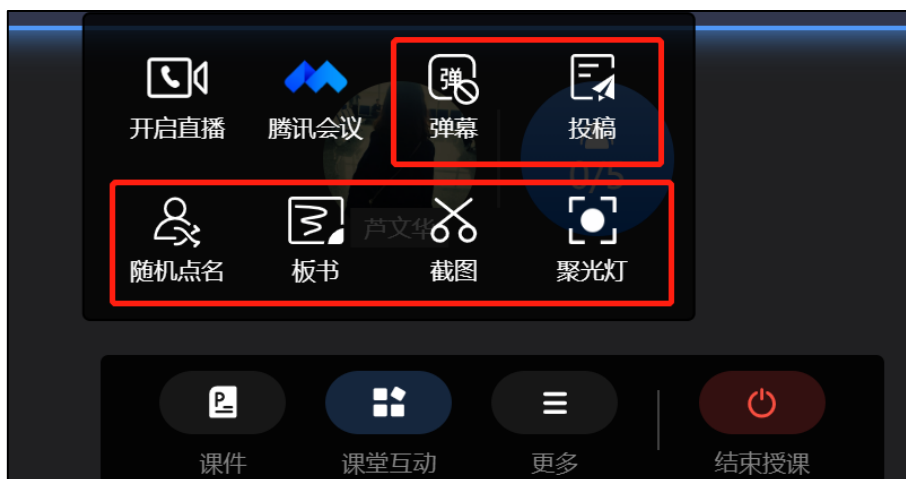 开启直播 腾讯会议 弹幕 投稿
0/5
芦文华
随机点名 板书 截图 聚光灯
课件 课堂互动 更多 结束授课